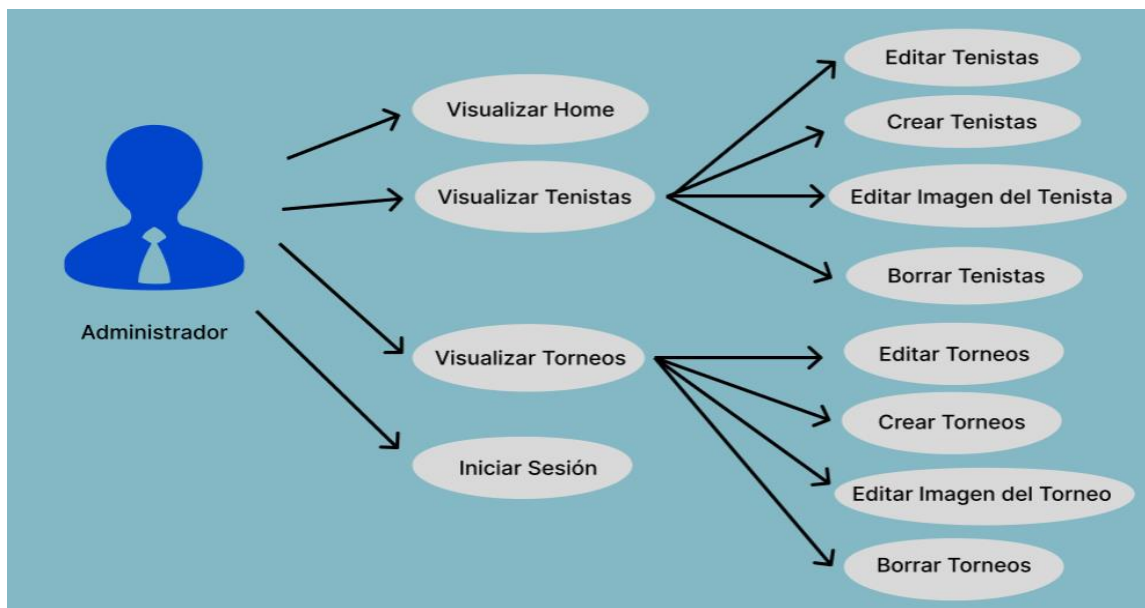 Administrador
Visualizar Home
Visualizar Tenistas
Visualizar Torneos
Iniciar Sesión
Editar Tenistas
Crear Tenistas
Editar Imagen del Tenista
Borrar Tenistas
Editar Torneos
Crear Torneos
Editar Imagen del Torneo
Borrar Torneos